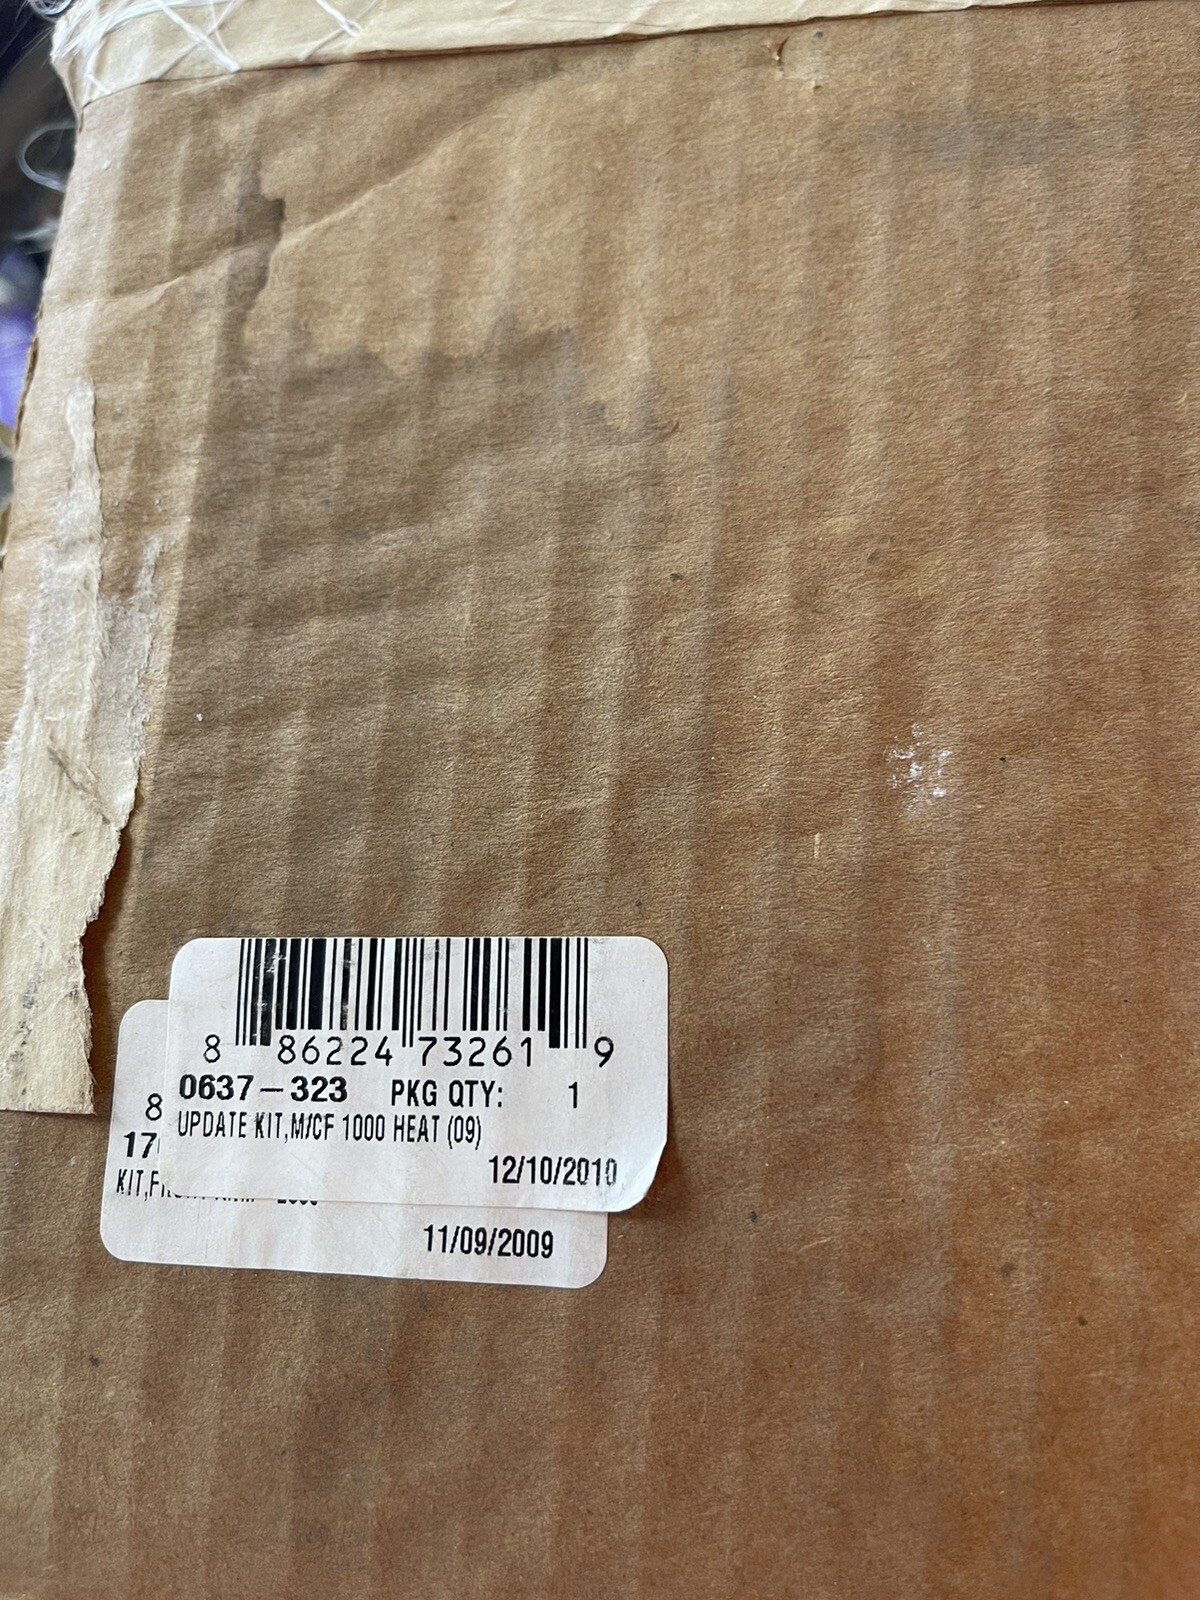 8 86224 73261 9
0637-323 PKG QTY: 1
UPDATE KIT,M/CF 1000 HEAT (09)
12/10/2010
8
17
KIT,
11/09/2009